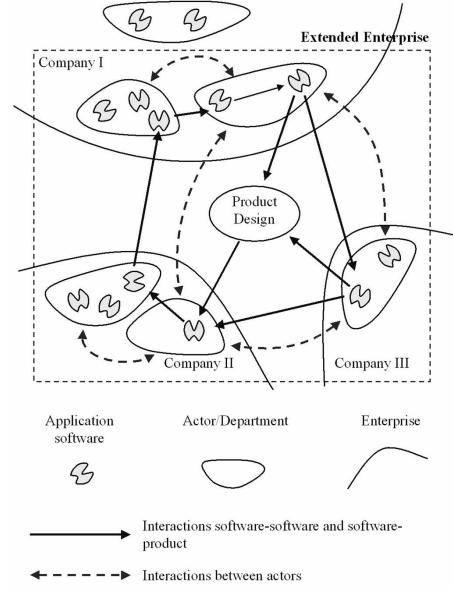 Extended Enterprise
Company I
Product
Design
Company II
Company III
Application
software
Actor/Department
Enterprise
Interactions software-software and software-
product
Interactions between actors